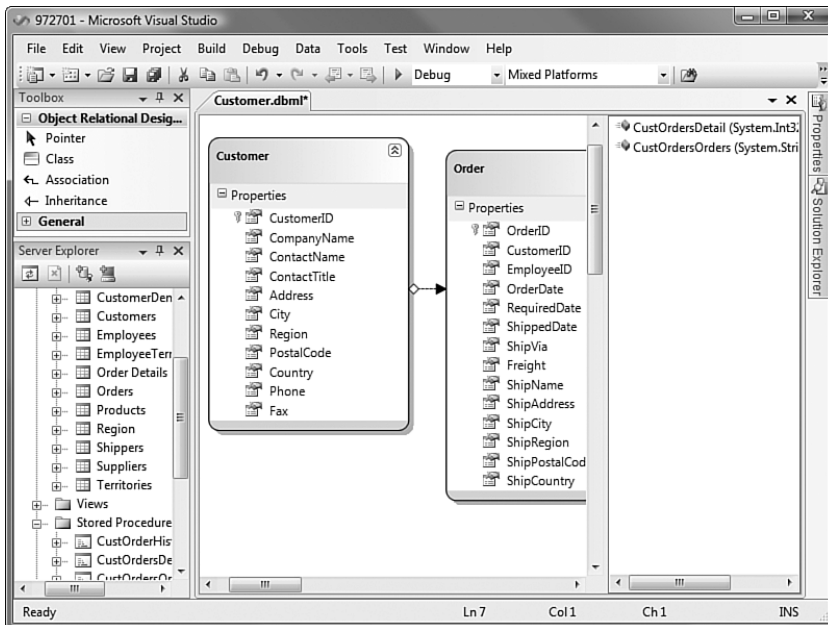 972701 - Microsoft Visual Studio
File Edit View Project Build Debug Data Tools Test Window Help
Debug Mixed Platforms
Toolbox
Object Relational Desig...
Pointer
Class
Association
Inheritance
General
Server Explorer
CustomerDen
Customers
Employees
EmployeeTerr
Order Details
Orders
Products
Region
Shippers
Suppliers
Territories
Views
Stored Procedure
CustOrderHis
CustOrdersDe
CustOrdersOr
Customer.dbml*
Customer
Properties
CustomerID
CompanyName
ContactName
ContactTitle
Address
City
Region
PostalCode
Country
Phone
Fax
Order
Properties
OrderID
CustomerID
EmployeeID
OrderDate
RequiredDate
ShippedDate
ShipVia
Freight
ShipName
ShipAddress
ShipCity
ShipRegion
ShipPostalCod
ShipCountry
CustOrdersDetail (System.Int32
CustOrdersOrders (System.Stri
Properties
Solution Explorer
Ready Ln 7 Col 1 Ch 1 INS